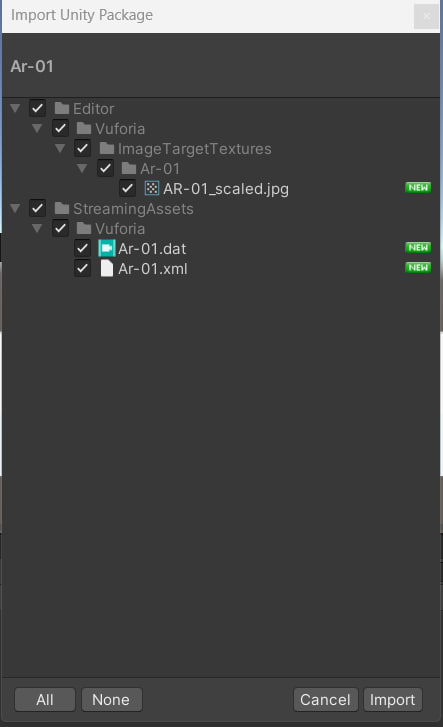 Import Unity Package
Ar-01
Editor
Vuforia
ImageTargetTextures
Ar-01
AR-01_scaled.jpg NEW
StreamingAssets
Vuforia
Ar-01.dat NEW
Ar-01.xml NEW
All None Cancel Import